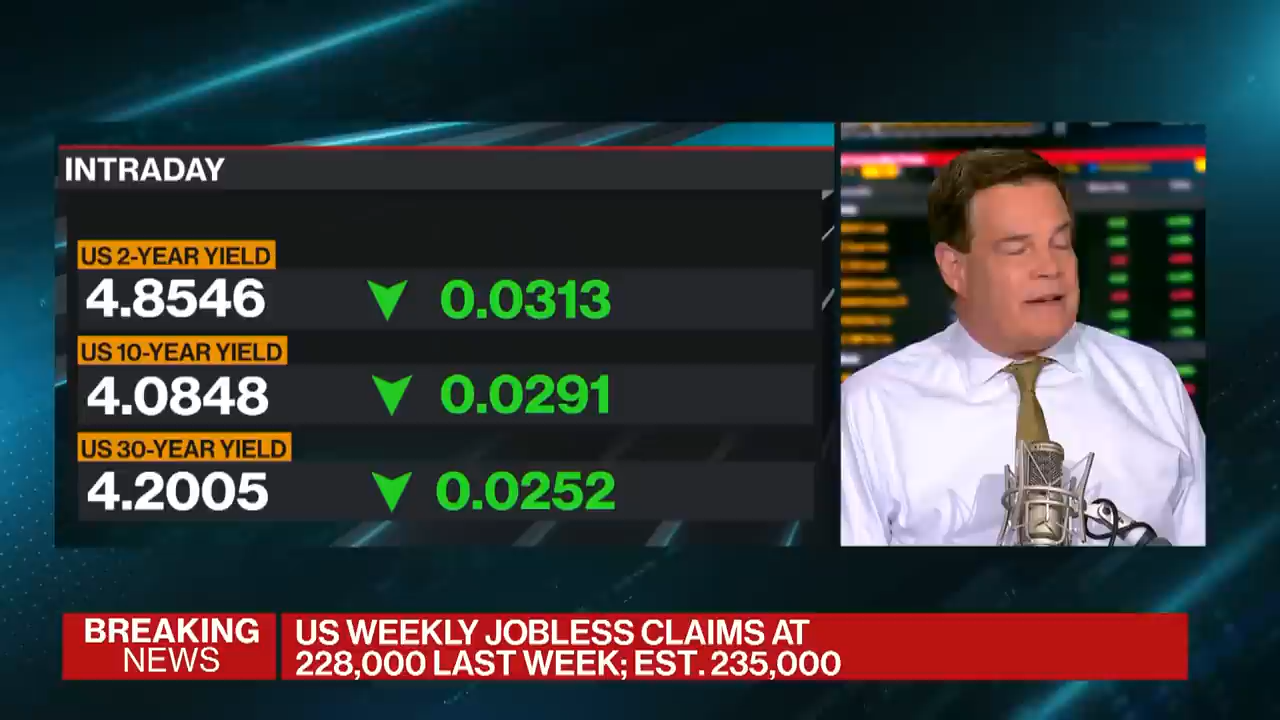 INTRADAY
US 2-YEAR YIELD
4.8546 0.0313
US 10-YEAR YIELD
4.0848 0.0291
US 30-YEAR YIELD
4.2005 0.0252
BREAKING
NEWS
US WEEKLY JOBLESS CLAIMS AT
228,000 LAST WEEK; EST. 235,000